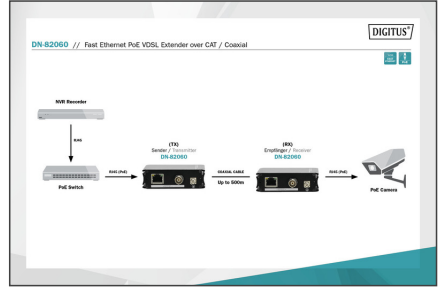 DIGITUS®
DN-82060 // Fast Ethernet PoE VDSL Extender over CAT / Coaxial
NVR Recorder
RJ45
(TX)
Sender / Transmitter
DN-82060
(RX)
Empfänger / Receiver
DN-82060
RJ45 (PoE)
COAXIAL CABLE
Up to 500m
RJ45 (PoE)
PoE Switch
PoE Camera